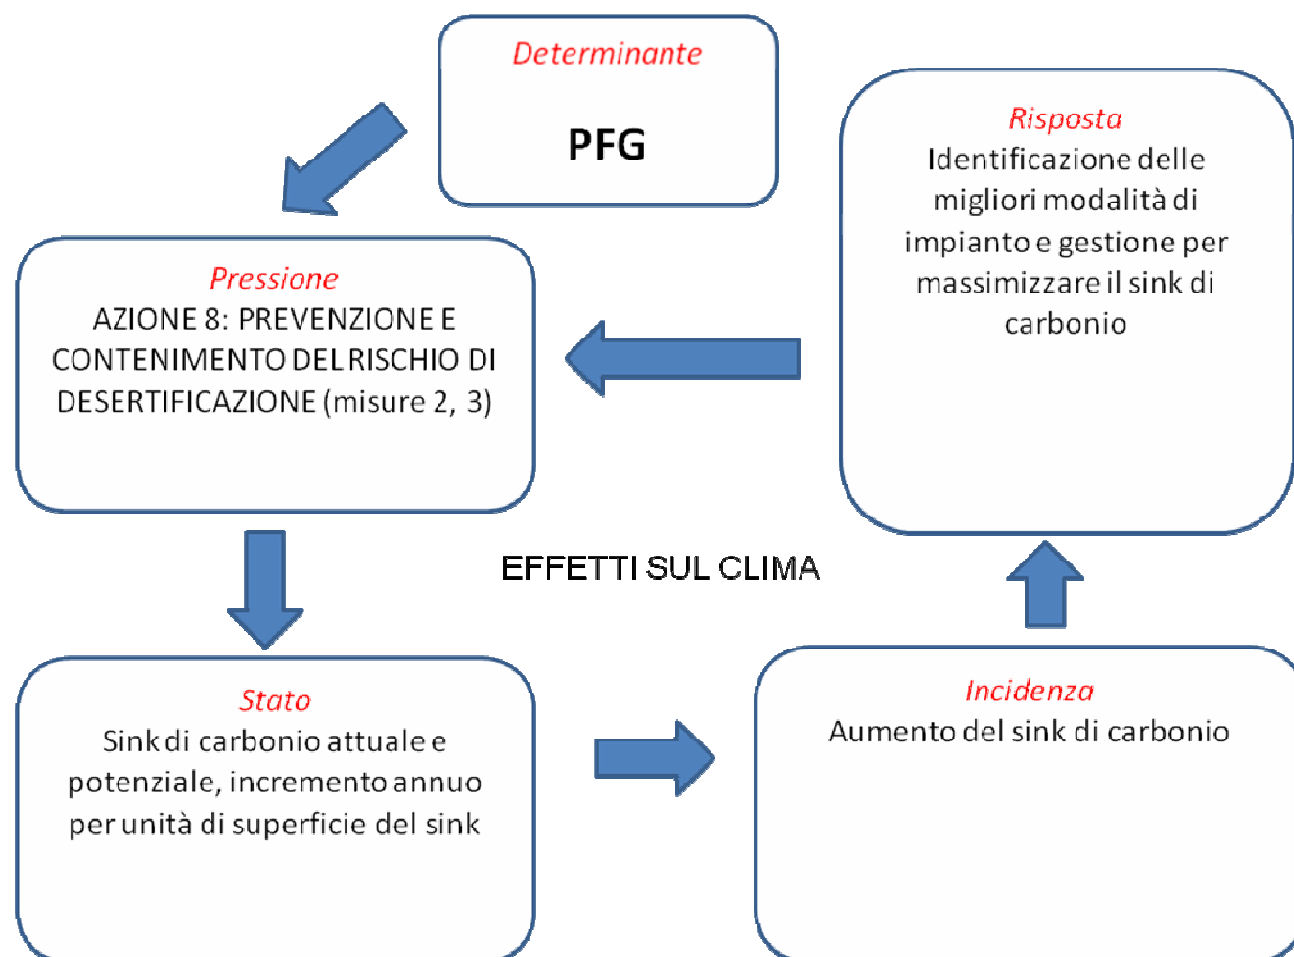 Determinante
PFG
Risposta
Identificazione delle
migliori modalità di
impianto e gestione per
massimizzare il sink di
carbonio
Pressione
AZIONE 8: PREVENZIONE E
CONTENIMENTO DEL RISCHIO DI
DESERTIFICAZIONE (misure 2, 3)
EFFETTI SUL CLIMA
Stato
Sink di carbonio attuale e
potenziale, incremento annuo
per unità di superficie del sink
Incidenza
Aumento del sink di carbonio